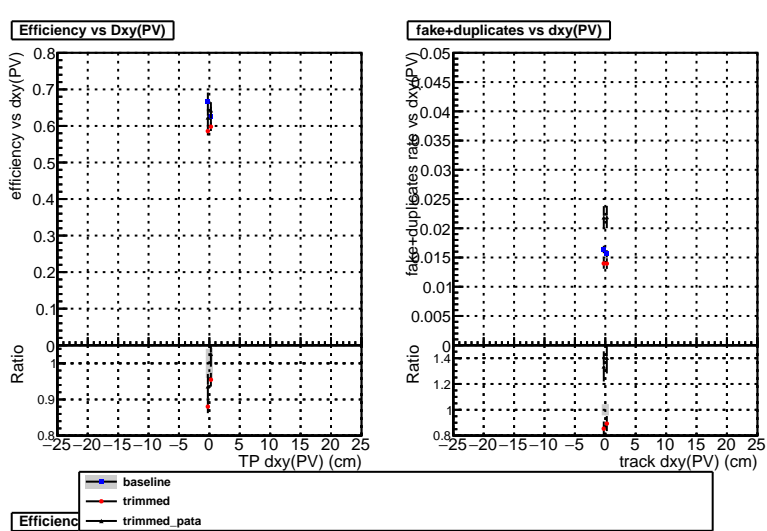 Efficiency vs Dxy(PV)
efficiency vs dxy(PV)
0.8
0.7
0.6
0.5
0.4
0.3
0.2
0.1
0
Ratio
1
0.9
0.8
−25 −20 −15 −10 −5 0 5 10 15 20 25
TP dxy(PV) (cm)
fake+duplicates vs dxy(PV)
fake+duplicates rate vs dxy(PV)
0.05
0.045
0.04
0.035
0.03
0.025
0.02
0.015
0.01
0.005
0
Ratio
1.4
1.2
1
0.8
−25 −20 −15 −10 −5 0 5 10 15 20 25
track dxy(PV) (cm)
baseline
trimmed
trimmed_pata
Efficienc